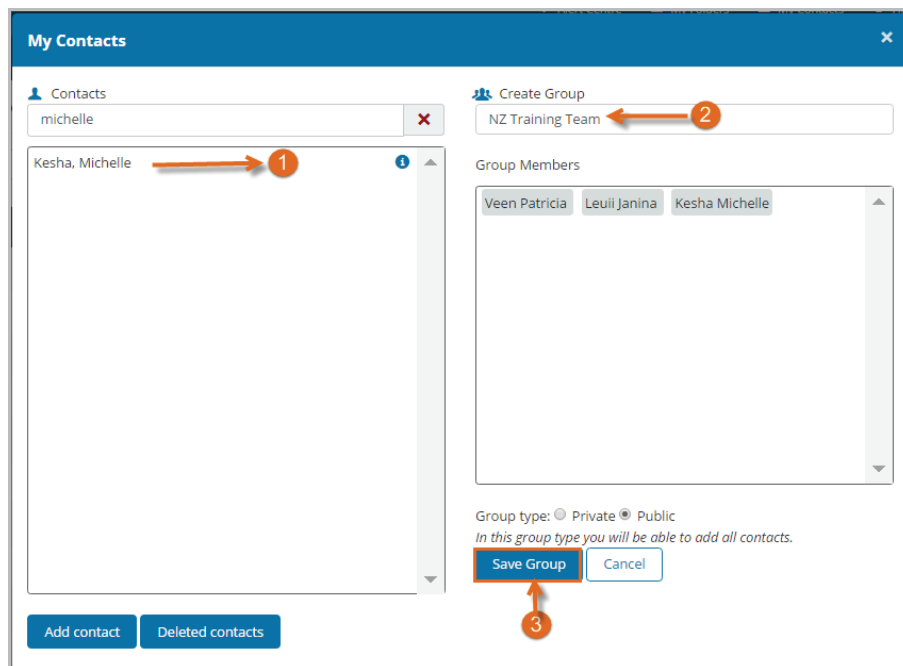 My Contacts
×
Contacts
michelle
Kesha, Michelle
1
Create Group
NZ Training Team
2
Group Members
Veen Patricia Leuii Janina Kesha Michelle
Group type: Private Public
In this group type you will be able to add all contacts.
Save Group Cancel
3
Add contact Deleted contacts